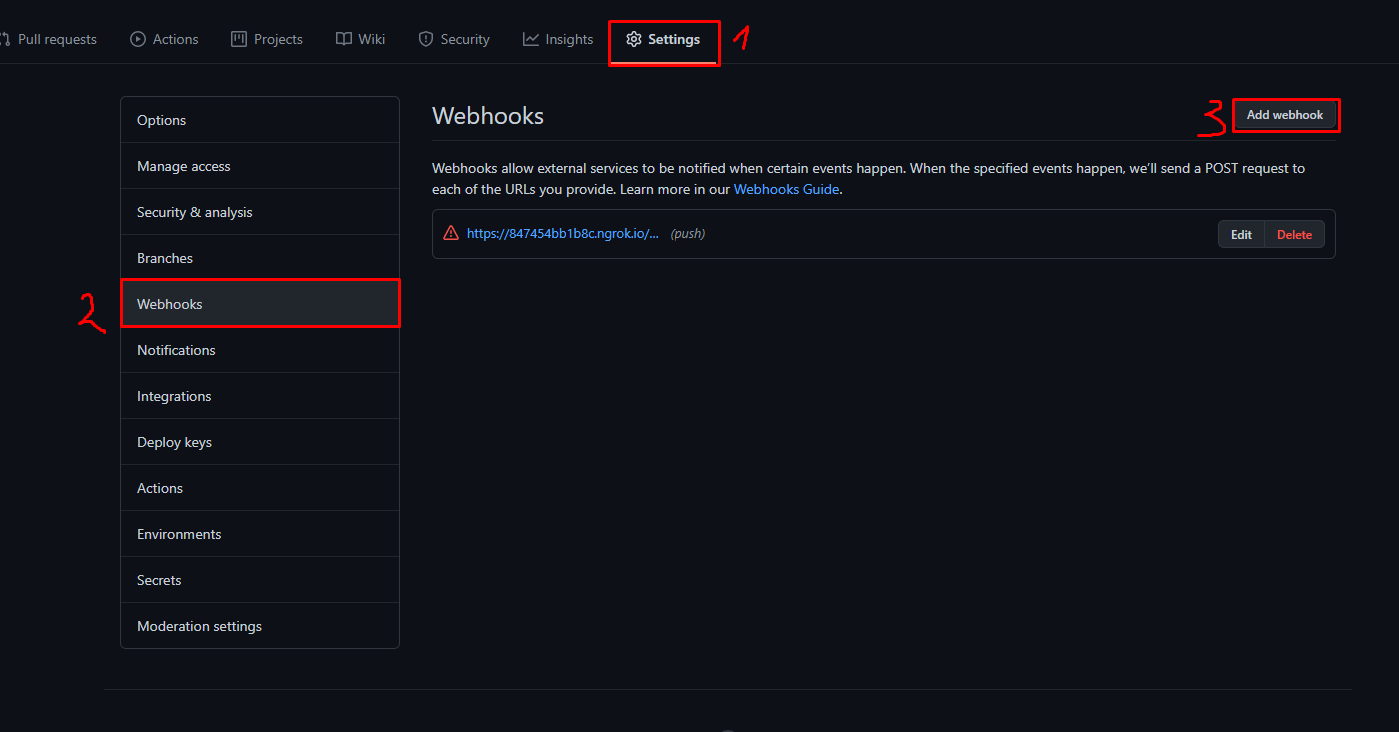 Pull requests
Actions
Projects
Wiki
Security
Insights
Settings
1
Options
Manage access
Security & analysis
Branches
2
Webhooks
Notifications
Integrations
Deploy keys
Actions
Environments
Secrets
Moderation settings
Webhooks
3
Add webhook
Webhooks allow external services to be notified when certain events happen. When the specified events happen, we’ll send a POST request to
each of the URLs you provide. Learn more in our Webhooks Guide.
https://847454bb1b8c.ngrok.io/... (push)
Edit
Delete